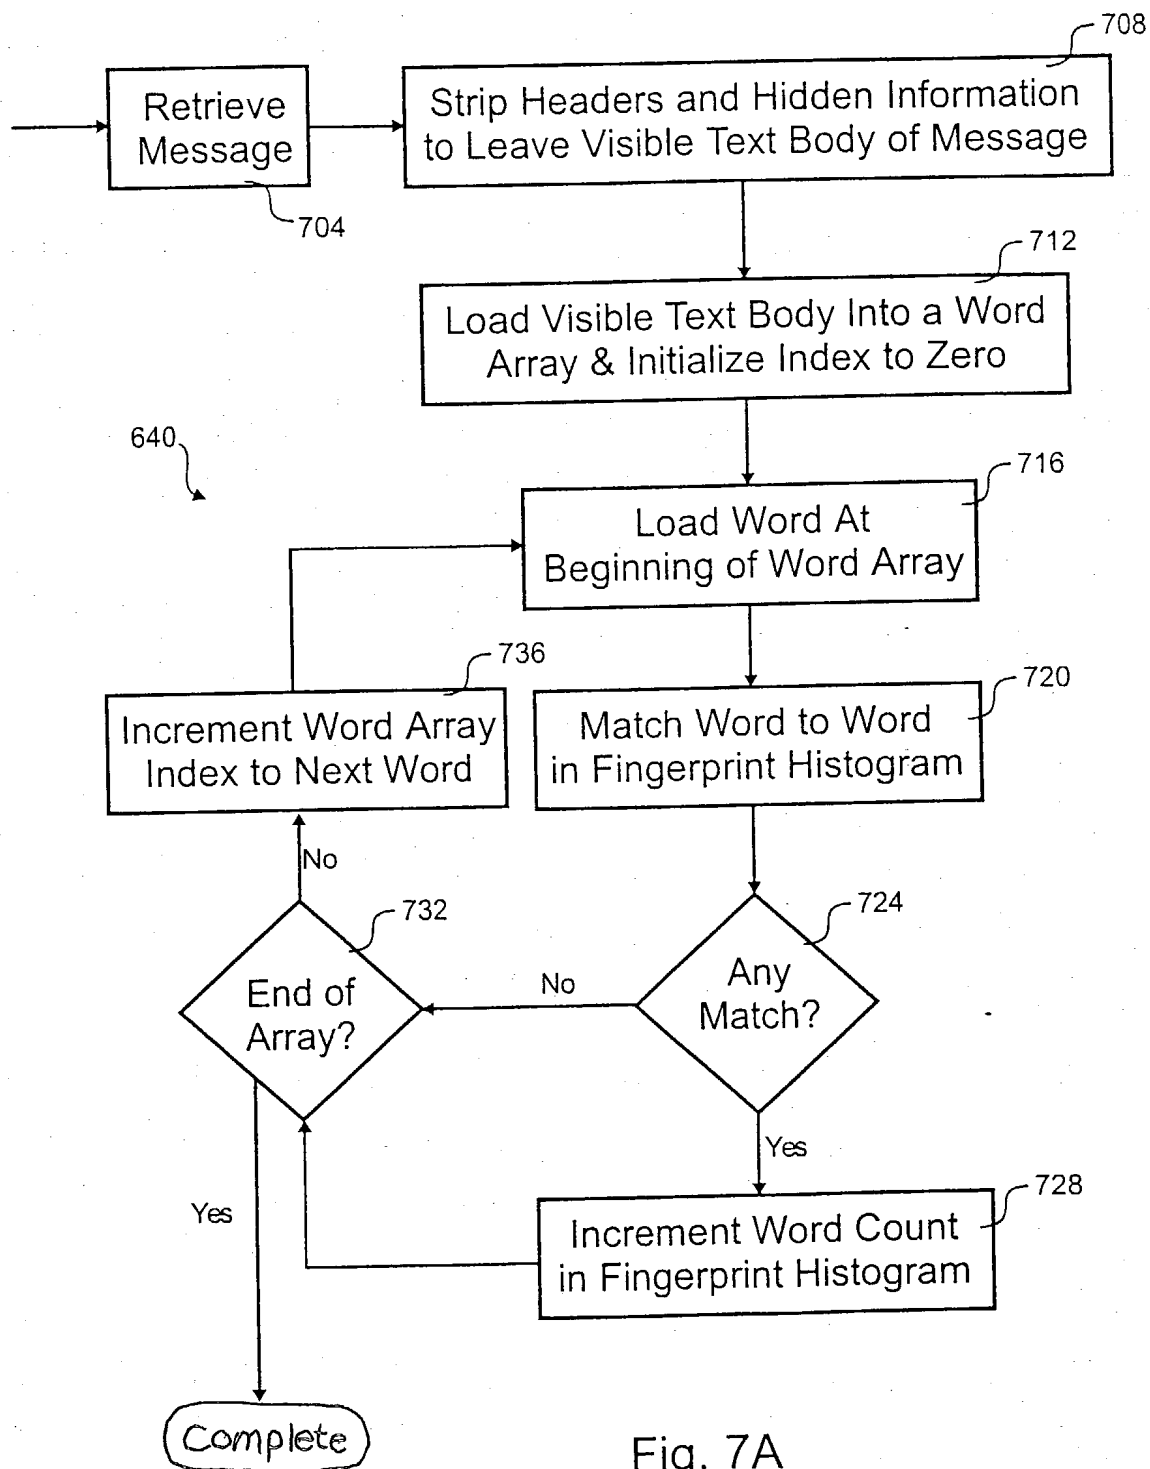 708
Retrieve
Message
704
Strip Headers and Hidden Information
to Leave Visible Text Body of Message
712
Load Visible Text Body Into a Word
Array & Initialize Index to Zero
640
716
Load Word At
Beginning of Word Array
736
Increment Word Array
Index to Next Word
720
Match Word to Word
in Fingerprint Histogram
No
732
End of
Array?
No
724
Any
Match?
Yes
Yes
728
Increment Word Count
in Fingerprint Histogram
Complete
Fig. 7A